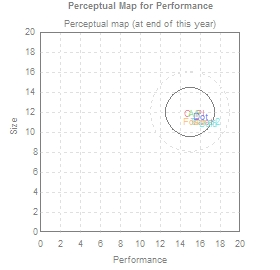 Perceptual Map for Performance
Perceptual map (at end of this year)
20
18
16
14
12
10
8
6
4
2
0
Size
0 2 4 6 8 10 12 14 16 18 20
Performance